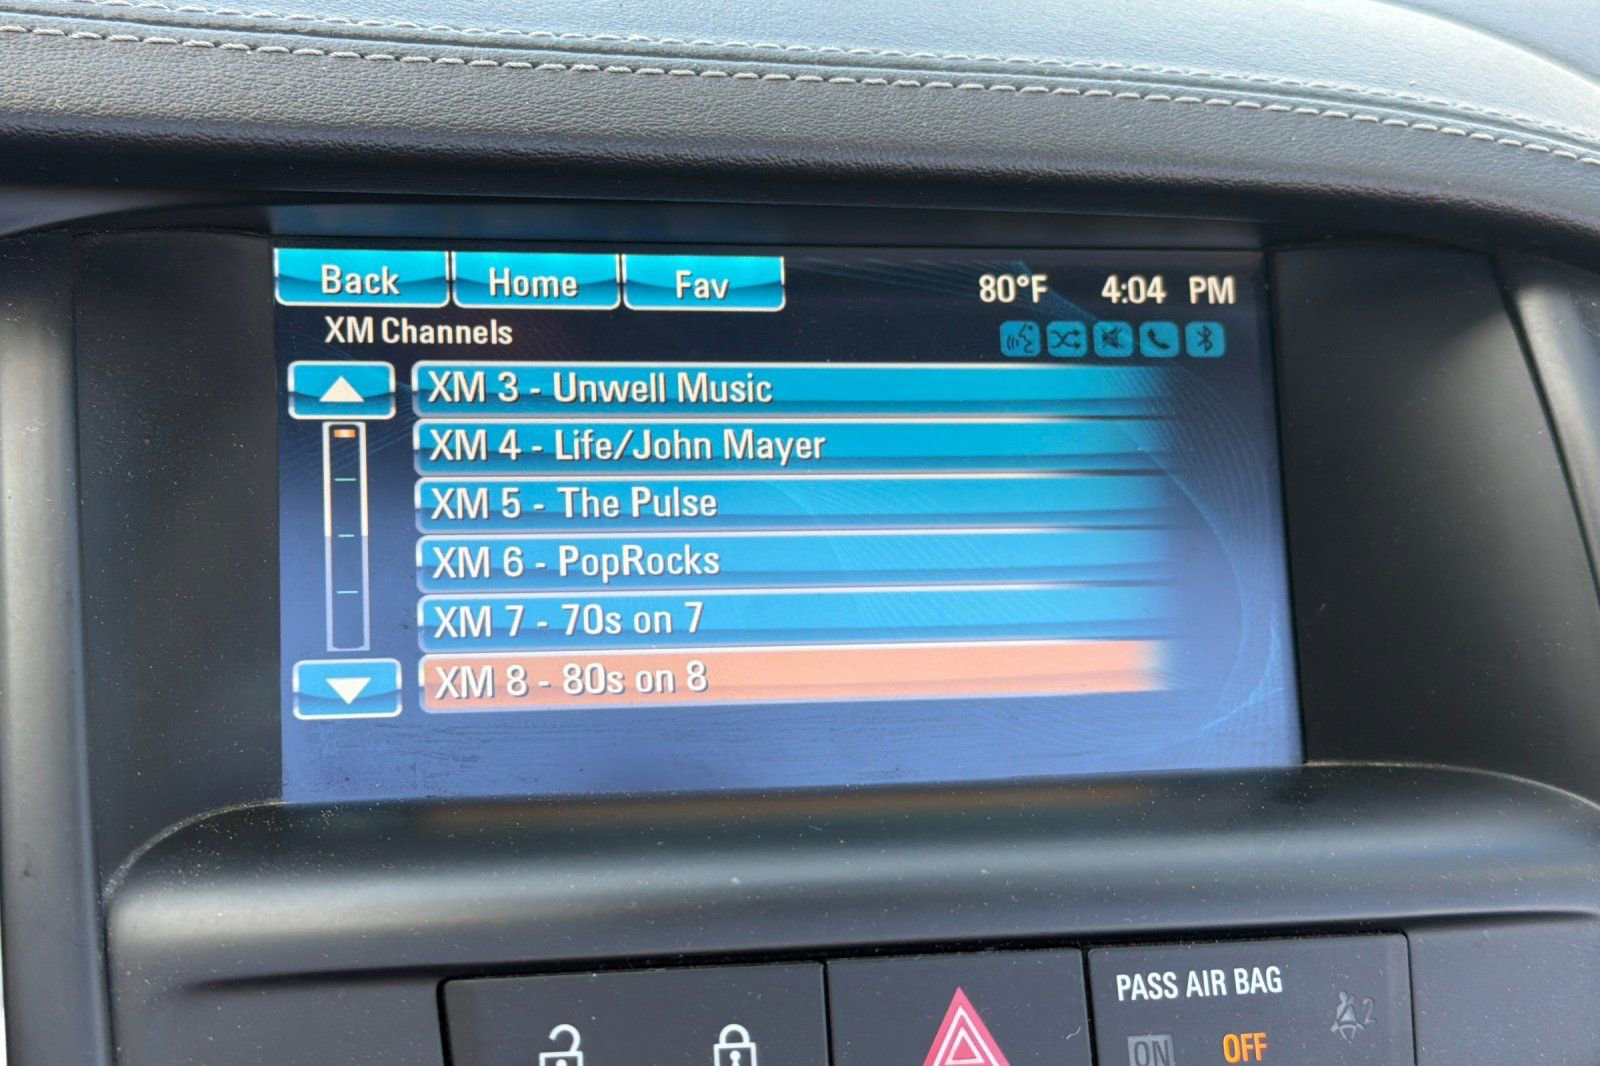 Back Home Fav 80°F 4:04 PM
XM Channels
XM 3 - Unwell Music
XM 4 - Life/John Mayer
XM 5 - The Pulse
XM 6 - PopRocks
XM 7 - 70s on 7
XM 8 - 80s on 8
PASS AIR BAG
2
ON OFF